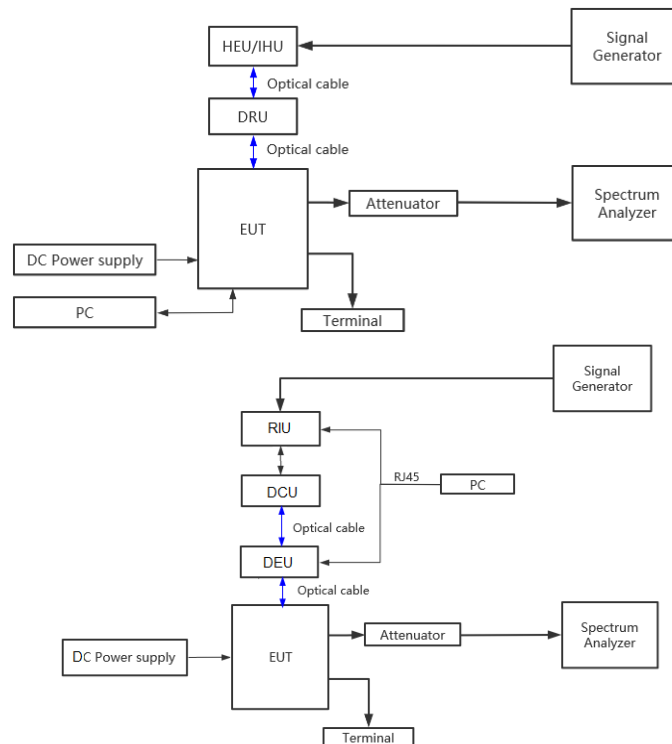 HEU/IHU
Signal
Generator
Optical cable
DRU
Optical cable
EUT
Attenuator
Spectrum
Analyzer
DC Power supply
PC
Terminal
Signal
Generator
RIU
RJ45
PC
DCU
Optical cable
DEU
Optical cable
EUT
Attenuator
Spectrum
Analyzer
DC Power supply
Terminal